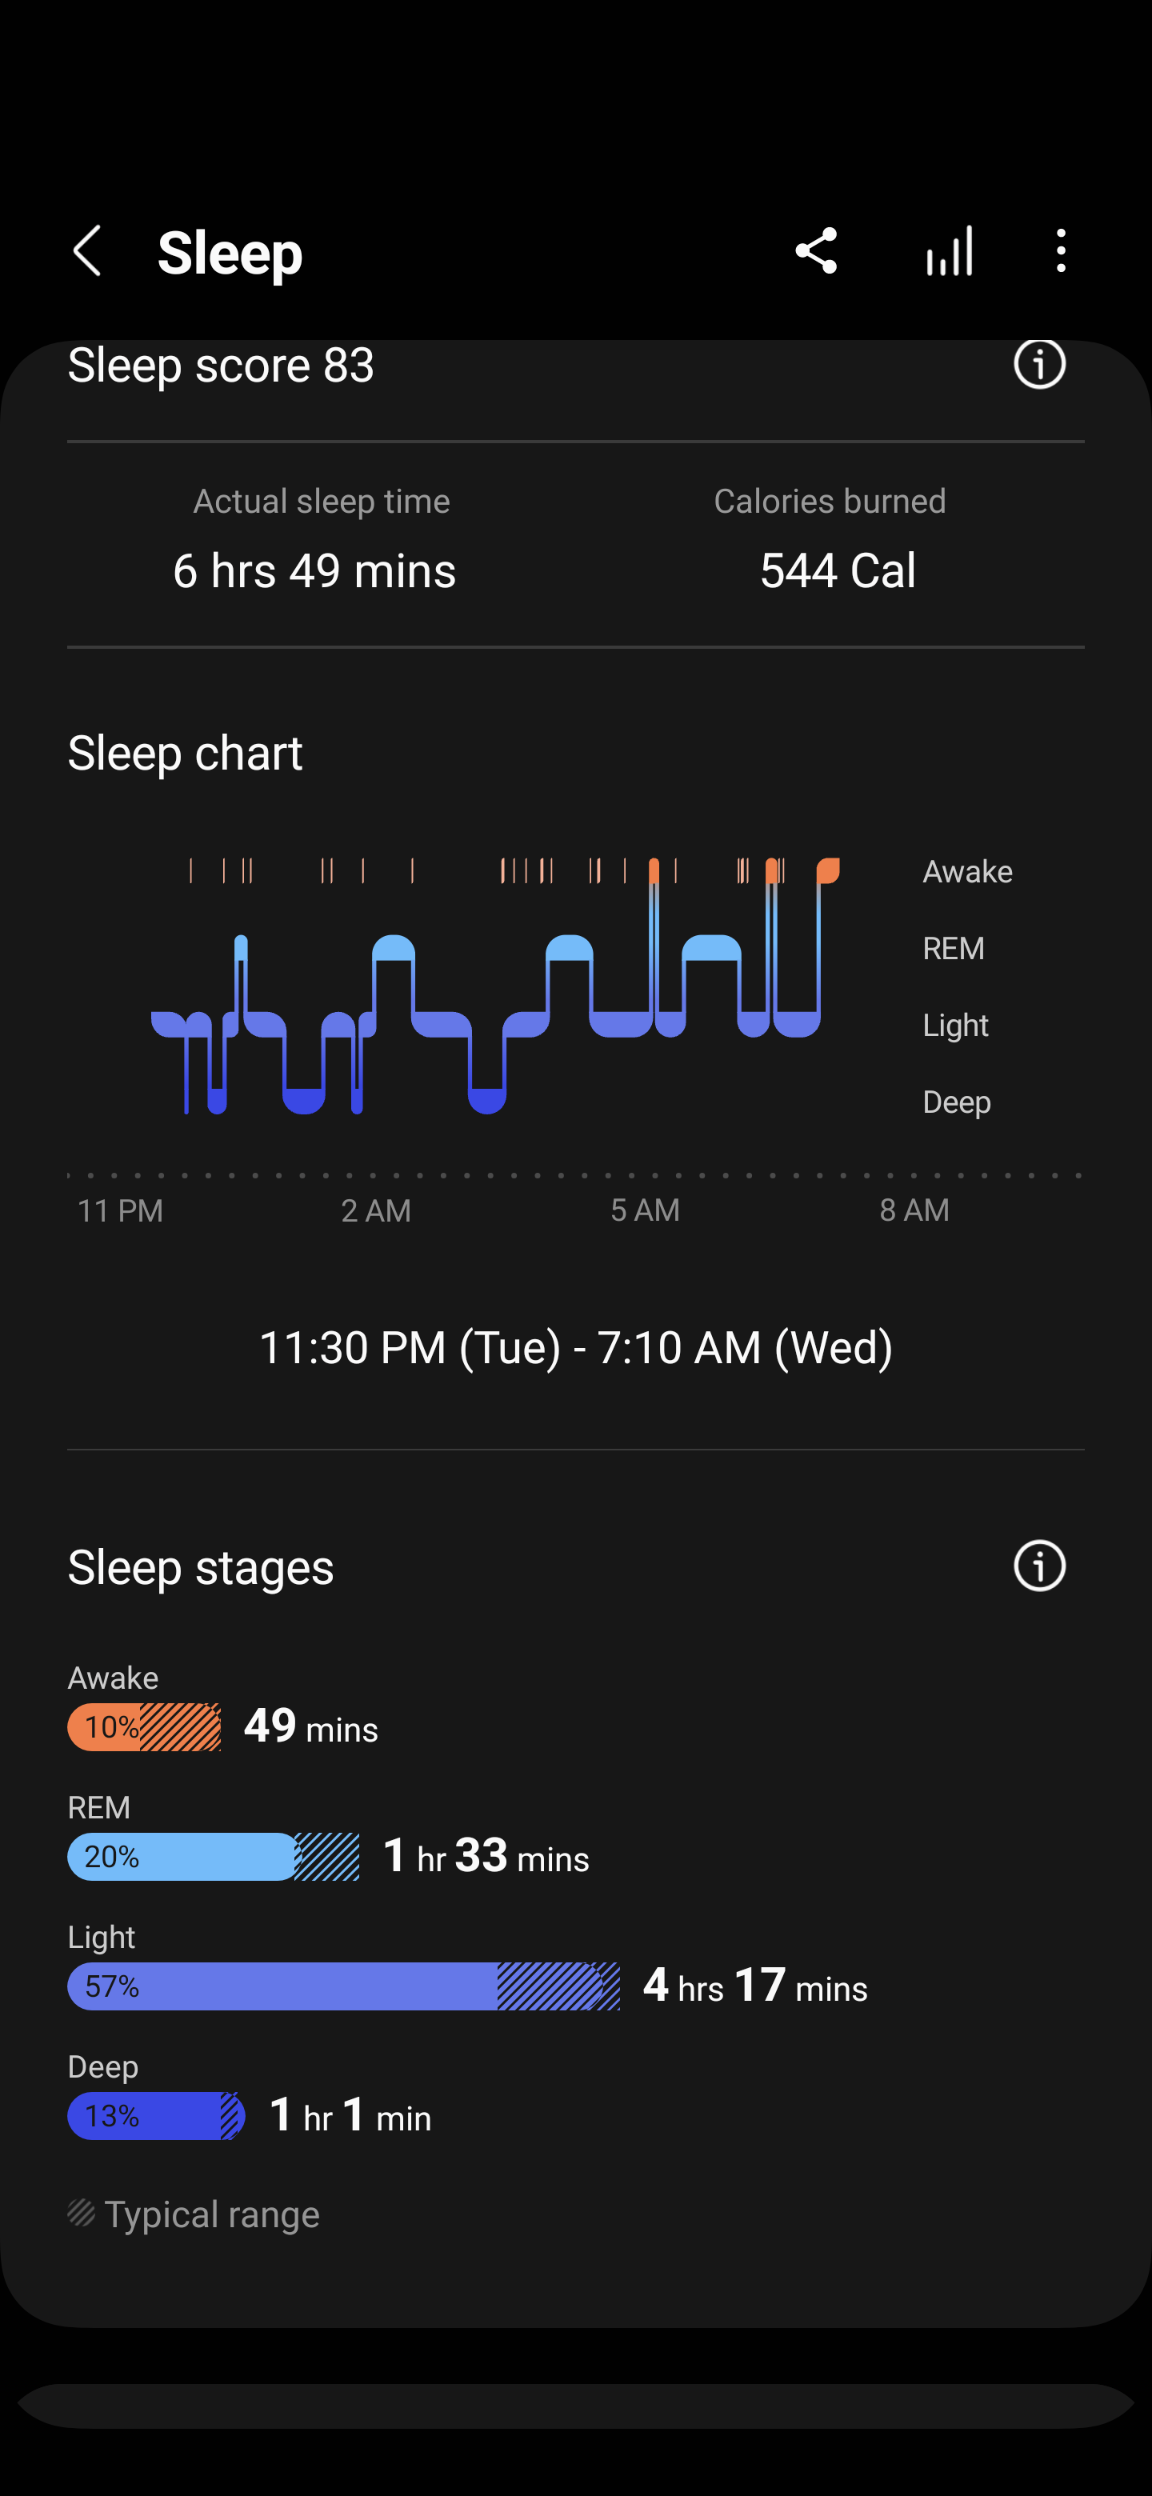 Sleep
Sleep score 83
Actual sleep time
Calories burned
6 hrs 49 mins
544 Cal
Sleep chart
Awake
REM
Light
Deep
11 PM
2 AM
5 AM
8 AM
11:30 PM (Tue) - 7:10 AM (Wed)
Sleep stages
Awake
10%
49 mins
REM
20%
1 hr 33 mins
Light
57%
4 hrs 17 mins
Deep
13%
1 hr 1 min
Typical range